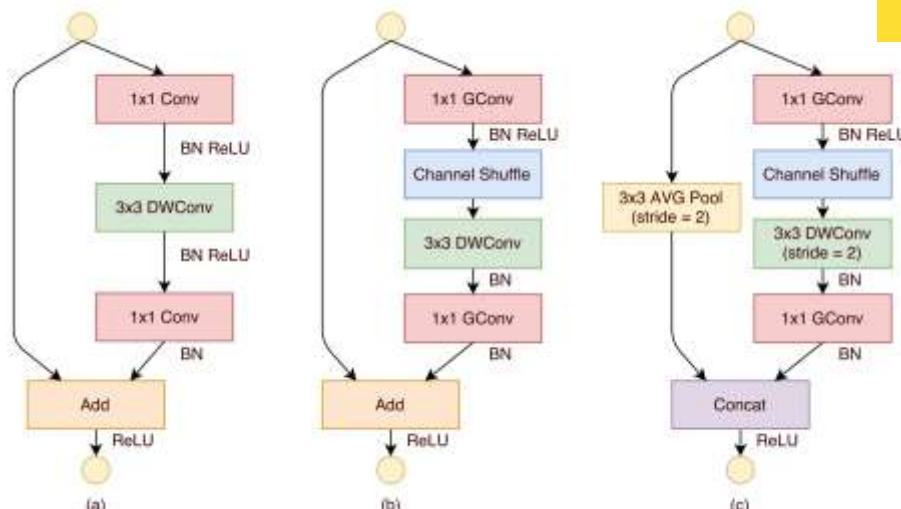 1x1 Conv
BN ReLU
3x3 DWConv
BN ReLU
1x1 Conv
BN
Add
ReLU
(a)
1x1 GConv
BN ReLU
Channel Shuffle
3x3 DWConv
BN
1x1 GConv
BN
Add
ReLU
(b)
1x1 GConv
BN ReLU
Channel Shuffle
3x3 AVG Pool
(stride = 2)
3x3 DWConv
(stride = 2)
BN
1x1 GConv
BN
Concat
ReLU
(c)